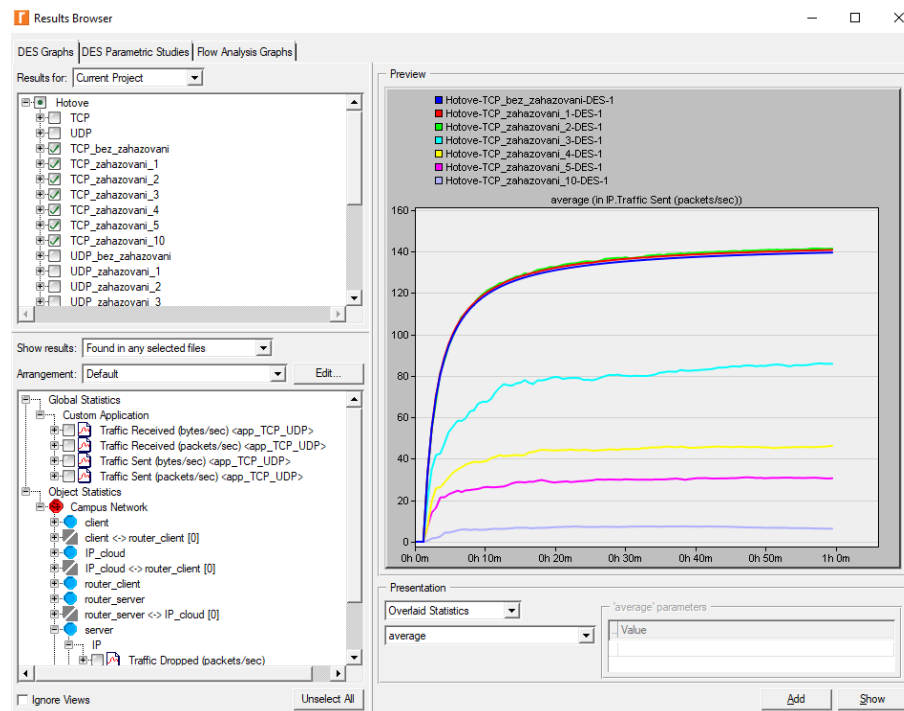 Results Browser
DES Graphs DES Parametric Studies Flow Analysis Graphs
Results for: Current Project
Hotove
TCP
UDP
TCP_bez_zahazovani
TCP_zahazovani_1
TCP_zahazovani_2
TCP_zahazovani_3
TCP_zahazovani_4
TCP_zahazovani_5
TCP_zahazovani_10
UDP_bez_zahazovani
UDP_zahazovani_1
UDP_zahazovani_2
UDP_zahazovani_3
Show results: Found in any selected files
Arrangement: Default Edit...
Global Statistics
Custom Application
Traffic Received (bytes/sec) <app_TCP_UDP>
Traffic Received (packets/sec) <app_TCP_UDP>
Traffic Sent (bytes/sec) <app_TCP_UDP>
Traffic Sent (packets/sec) <app_TCP_UDP>
Object Statistics
Campus Network
client
client <-> router_client [0]
IP_cloud
IP_cloud <-> router_client [0]
router_client
router_server
router_server <-> IP_cloud [0]
server
IP
Traffic Dropped (packets/sec)
Ignore Views Unselect All
Preview
Hotove-TCP_bez_zahazovani-DES-1
Hotove-TCP_zahazovani_1-DES-1
Hotove-TCP_zahazovani_2-DES-1
Hotove-TCP_zahazovani_3-DES-1
Hotove-TCP_zahazovani_4-DES-1
Hotove-TCP_zahazovani_5-DES-1
Hotove-TCP_zahazovani_10-DES-1
average (in IP.Traffic Sent (packets/sec))
160
140
120
100
80
60
40
20
0
0h 0m 0h 10m 0h 20m 0h 30m 0h 40m 0h 50m 1h 0m
Presentation
Overlaid Statistics
average
'average' parameters
... Value
Add Show